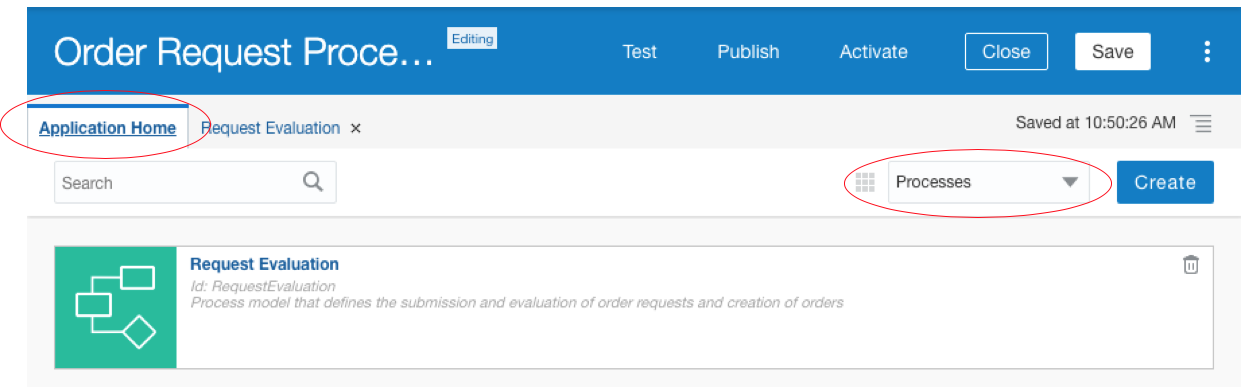 Order Request Proce... Editing Test Publish Activate Close Save
Application Home Request Evaluation × Saved at 10:50:26 AM
Search Processes Create
Request Evaluation
Id: RequestEvaluation
Process model that defines the submission and evaluation of order requests and creation of orders